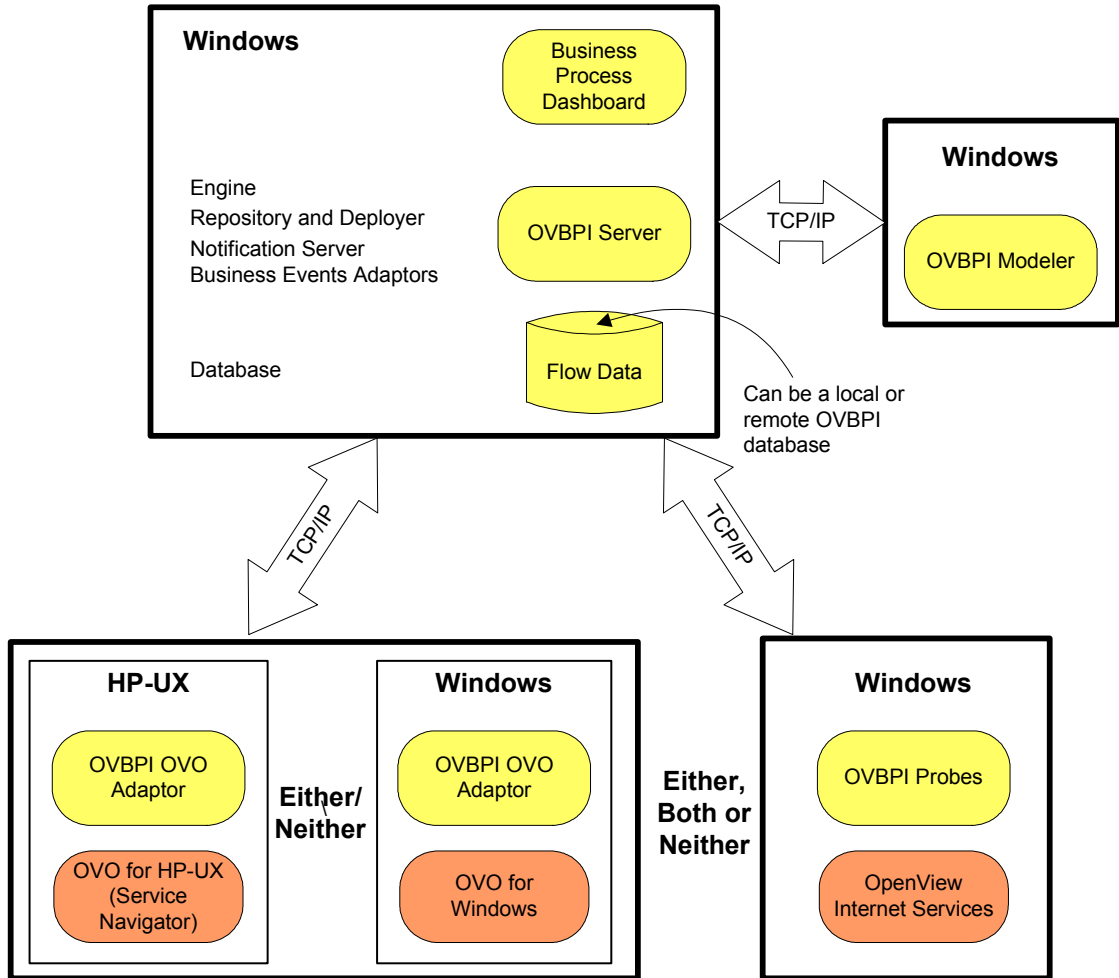 Windows
Business
Process
Dashboard
Engine
Repository and Deployer
Notification Server
Business Events Adaptors
OVBPI Server
Database
Flow Data
TCP/IP
Windows
OVBPI Modeler
Can be a local or
remote OVBPI
database
TCP/IP
TCP/IP
HP-UX
OVBPI OVO
Adaptor
OVO for HP-UX
(Service
Navigator)
Either/
Neither
Windows
OVBPI OVO
Adaptor
OVO for
Windows
Either,
Both or
Neither
Windows
OVBPI Probes
OpenView
Internet Services